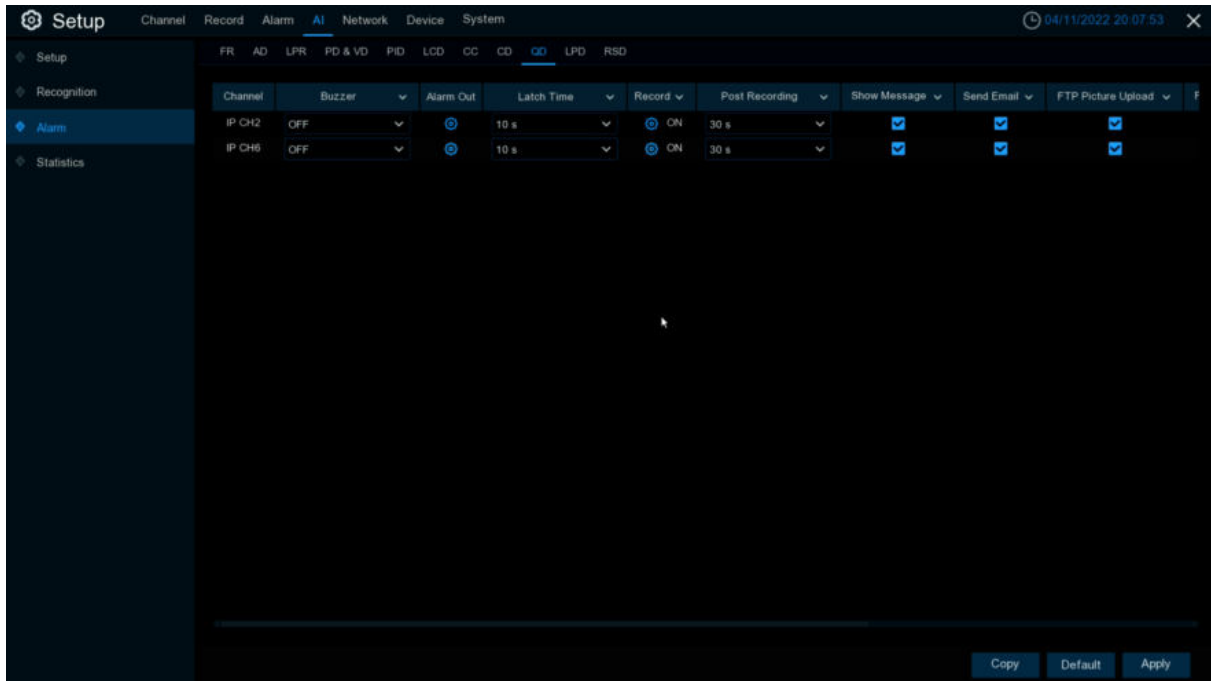 Setup Channel Record Alarm AI Network Device System 04/11/2022 20:07:53
Setup
Recognition
Alarm
Statistics
FR AD LPR PD & VD PID LCD CC CD QD LPD RSD
Channel Buzzer Alarm Out Latch Time Record Post Recording Show Message Send Email FTP Picture Upload F
IP CH2 OFF 10 s ON 30 s
IP CH6 OFF 10 s ON 30 s
Copy Default Apply